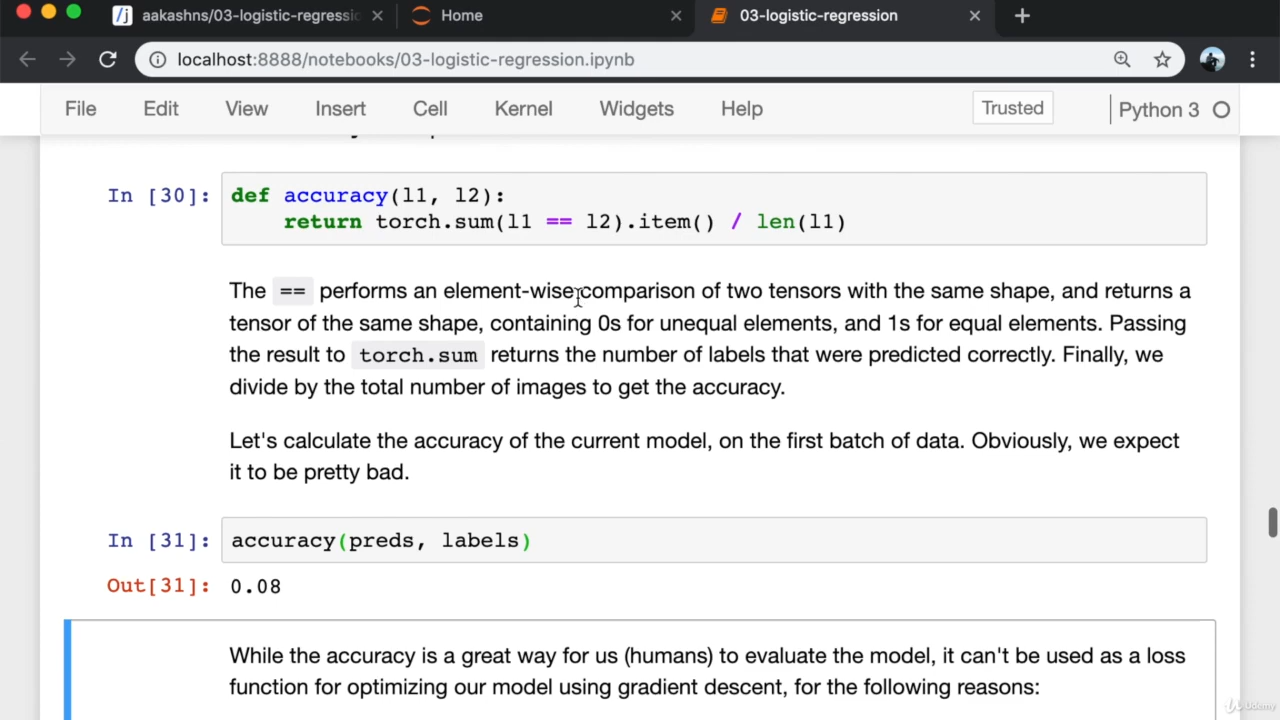 aakashns/03-logistic-regressio
Home
03-logistic-regression
localhost:8888/notebooks/03-logistic-regression.ipynb
File Edit View Insert Cell Kernel Widgets Help Trusted Python 3
In [30]: def accuracy(l1, l2):
return torch.sum(l1 == l2).item() / len(l1)
The == performs an element-wise comparison of two tensors with the same shape, and returns a
tensor of the same shape, containing 0s for unequal elements, and 1s for equal elements. Passing
the result to torch.sum returns the number of labels that were predicted correctly. Finally, we
divide by the total number of images to get the accuracy.
Let's calculate the accuracy of the current model, on the first batch of data. Obviously, we expect
it to be pretty bad.
In [31]: accuracy(preds, labels)
Out[31]: 0.08
While the accuracy is a great way for us (humans) to evaluate the model, it can't be used as a loss
function for optimizing our model using gradient descent, for the following reasons:
Udemy